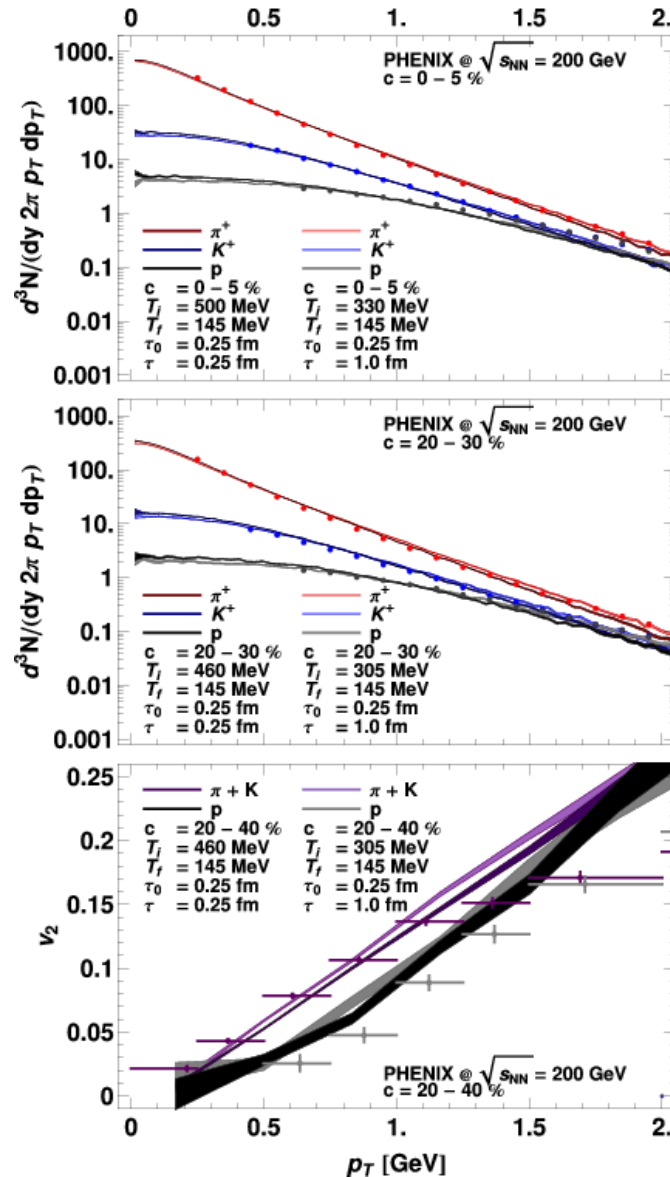 0. 0.5 1. 1.5 2.
1000.
100.
10.
1
0.1
0.01
0.001
d³N/(dy 2π p_T dp_T)
PHENIX @ √s_NN = 200 GeV
c = 0 – 5 %
π⁺ π⁺
K⁺ K⁺
p p
c = 0 – 5 % c = 0 – 5 %
T_i = 500 MeV T_i = 330 MeV
T_f = 145 MeV T_f = 145 MeV
τ₀ = 0.25 fm τ₀ = 0.25 fm
τ = 0.25 fm τ = 1.0 fm
1000.
100.
10.
1
0.1
0.01
0.001
d³N/(dy 2π p_T dp_T)
PHENIX @ √s_NN = 200 GeV
c = 20 – 30 %
π⁺ π⁺
K⁺ K⁺
p p
c = 20 – 30 % c = 20 – 30 %
T_i = 460 MeV T_i = 305 MeV
T_f = 145 MeV T_f = 145 MeV
τ₀ = 0.25 fm τ₀ = 0.25 fm
τ = 0.25 fm τ = 1.0 fm
0.25
0.2
0.15
0.1
0.05
0
v₂
π + K π + K
p p
c = 20 – 40 % c = 20 – 40 %
T_i = 460 MeV T_i = 305 MeV
T_f = 145 MeV T_f = 145 MeV
τ₀ = 0.25 fm τ₀ = 0.25 fm
τ = 0.25 fm τ = 1.0 fm
PHENIX @ √s_NN = 200 GeV
c = 20 – 40 %
0 0.5 1. 1.5 2.
p_T [GeV]